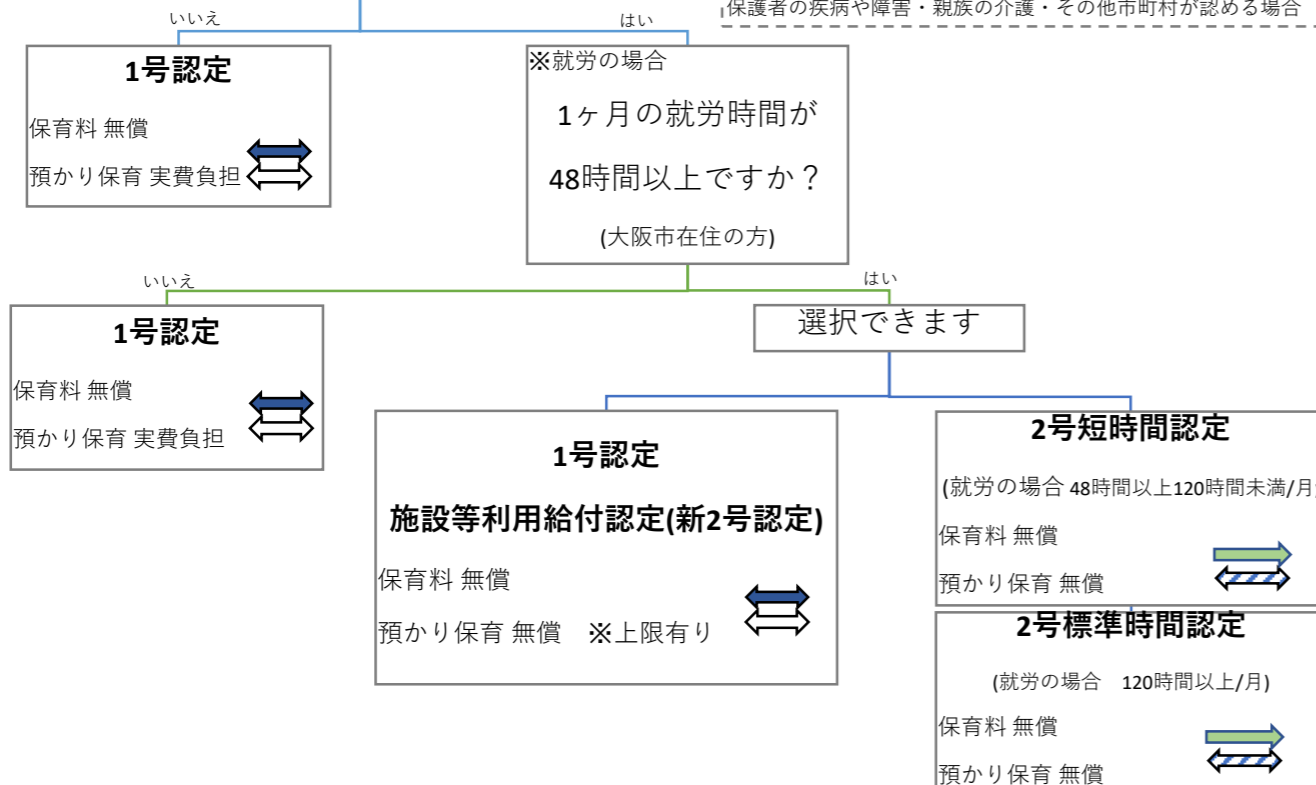 保護者の疾病や障害・親族の介護・その他市町村が認める場合
いいえ
はい
1号認定
保育料 無償
預かり保育 実費負担
※就労の場合
1ヶ月の就労時間が
48時間以上ですか？
(大阪市在住の方)
いいえ
はい
1号認定
保育料 無償
預かり保育 実費負担
選択できます
1号認定
施設等利用給付認定(新2号認定)
保育料 無償
預かり保育 無償　※上限有り
2号短時間認定
(就労の場合 48時間以上120時間未満/月
保育料 無償
預かり保育 無償
2号標準時間認定
(就労の場合　120時間以上/月)
保育料 無償
預かり保育 無償